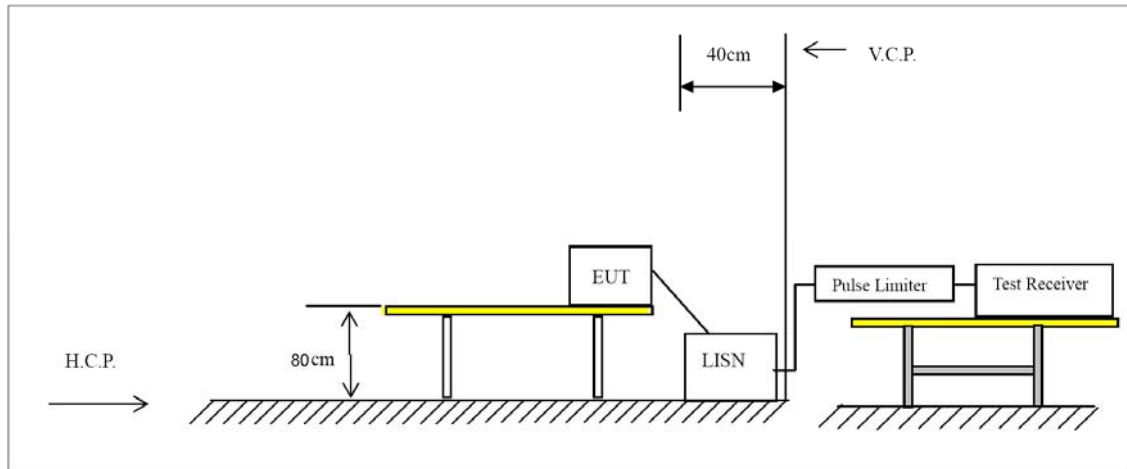 40cm
V.C.P.
EUT
Pulse Limiter
Test Receiver
H.C.P.
80cm
LISN